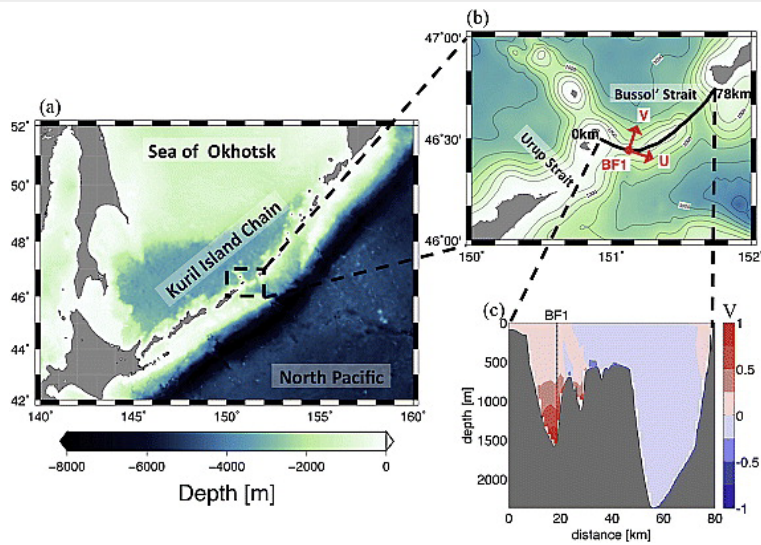 (a)
52˚
50˚
48˚
46˚
44˚
42˚
140˚
145˚
150˚
155˚
160˚
Sea of Okhotsk
Kuril Island Chain
North Pacific
−8000
−6000
−4000
−2000
0
Depth [m]
(b)
47˚00'
46˚30'
46˚00'
150˚
151˚
152˚
Bussol' Strait
78km
0km
V
U
BF1
Urup Strait
(c)
BF1
V
0
500
1000
1500
2000
depth [m]
0
20
40
60
80
distance [km]
1
0.5
0
-0.5
-1